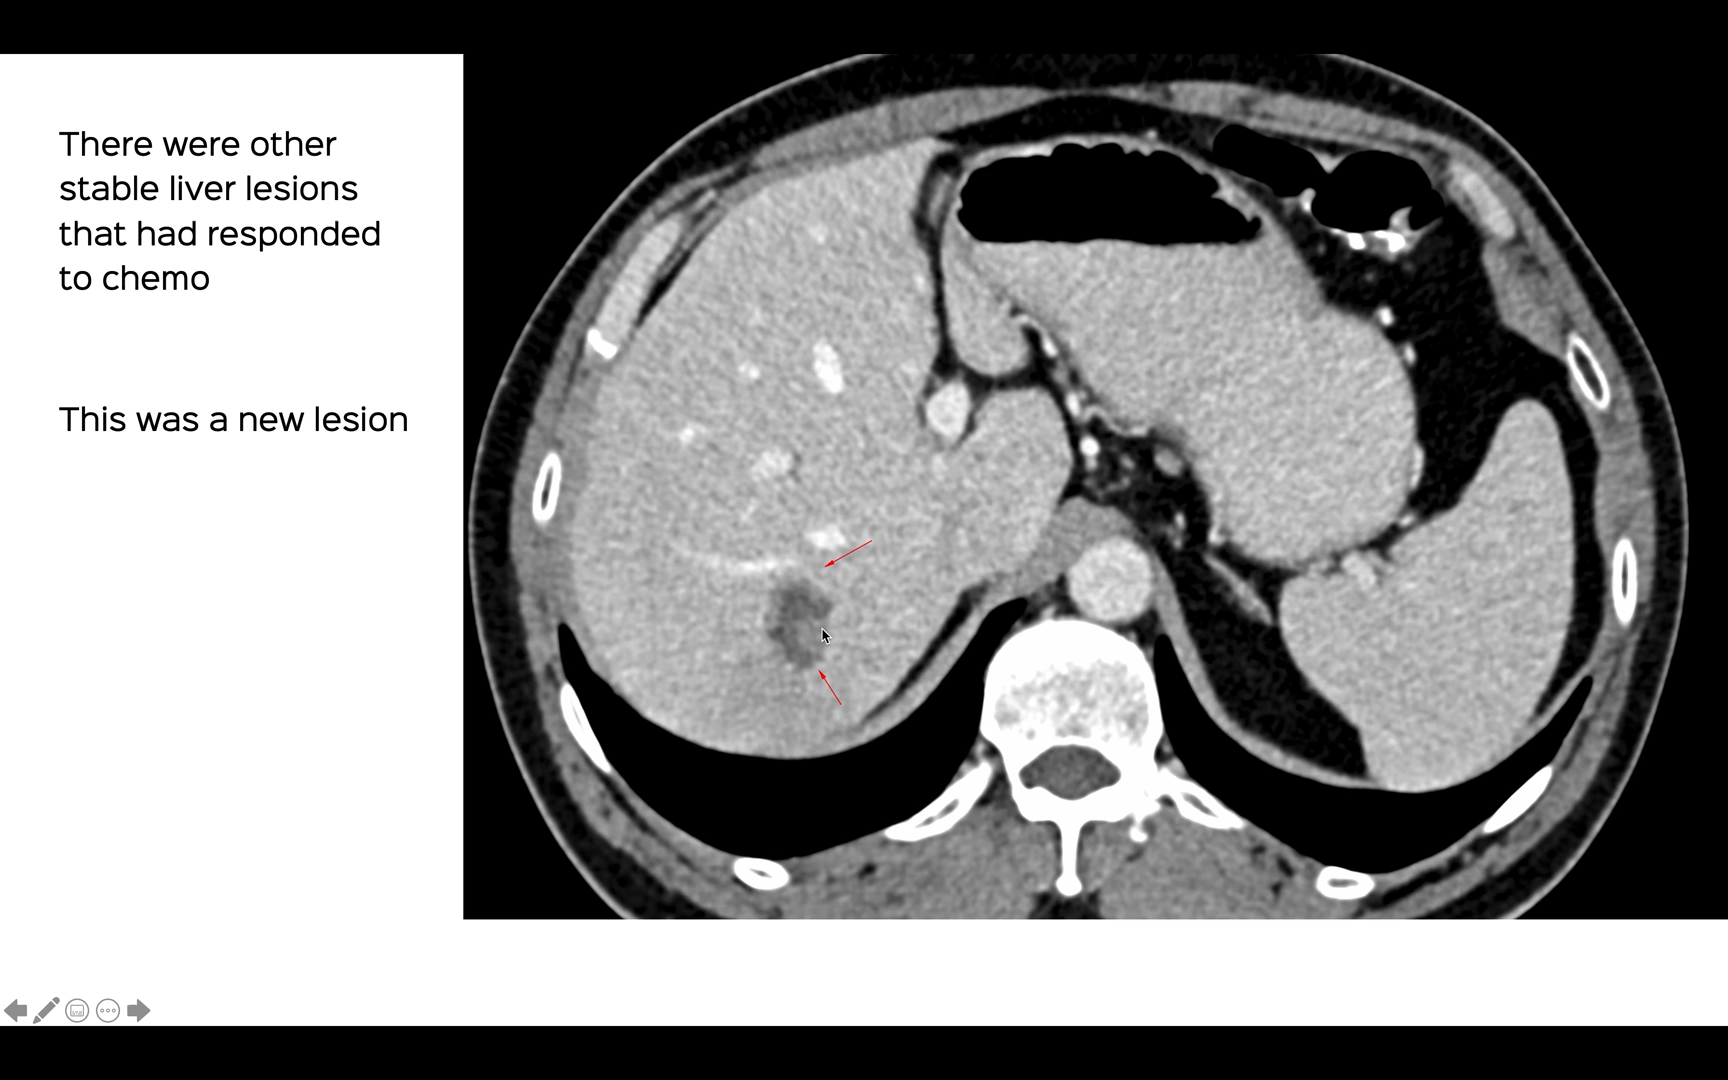 There were other
stable liver lesions
that had responded
to chemo
This was a new lesion